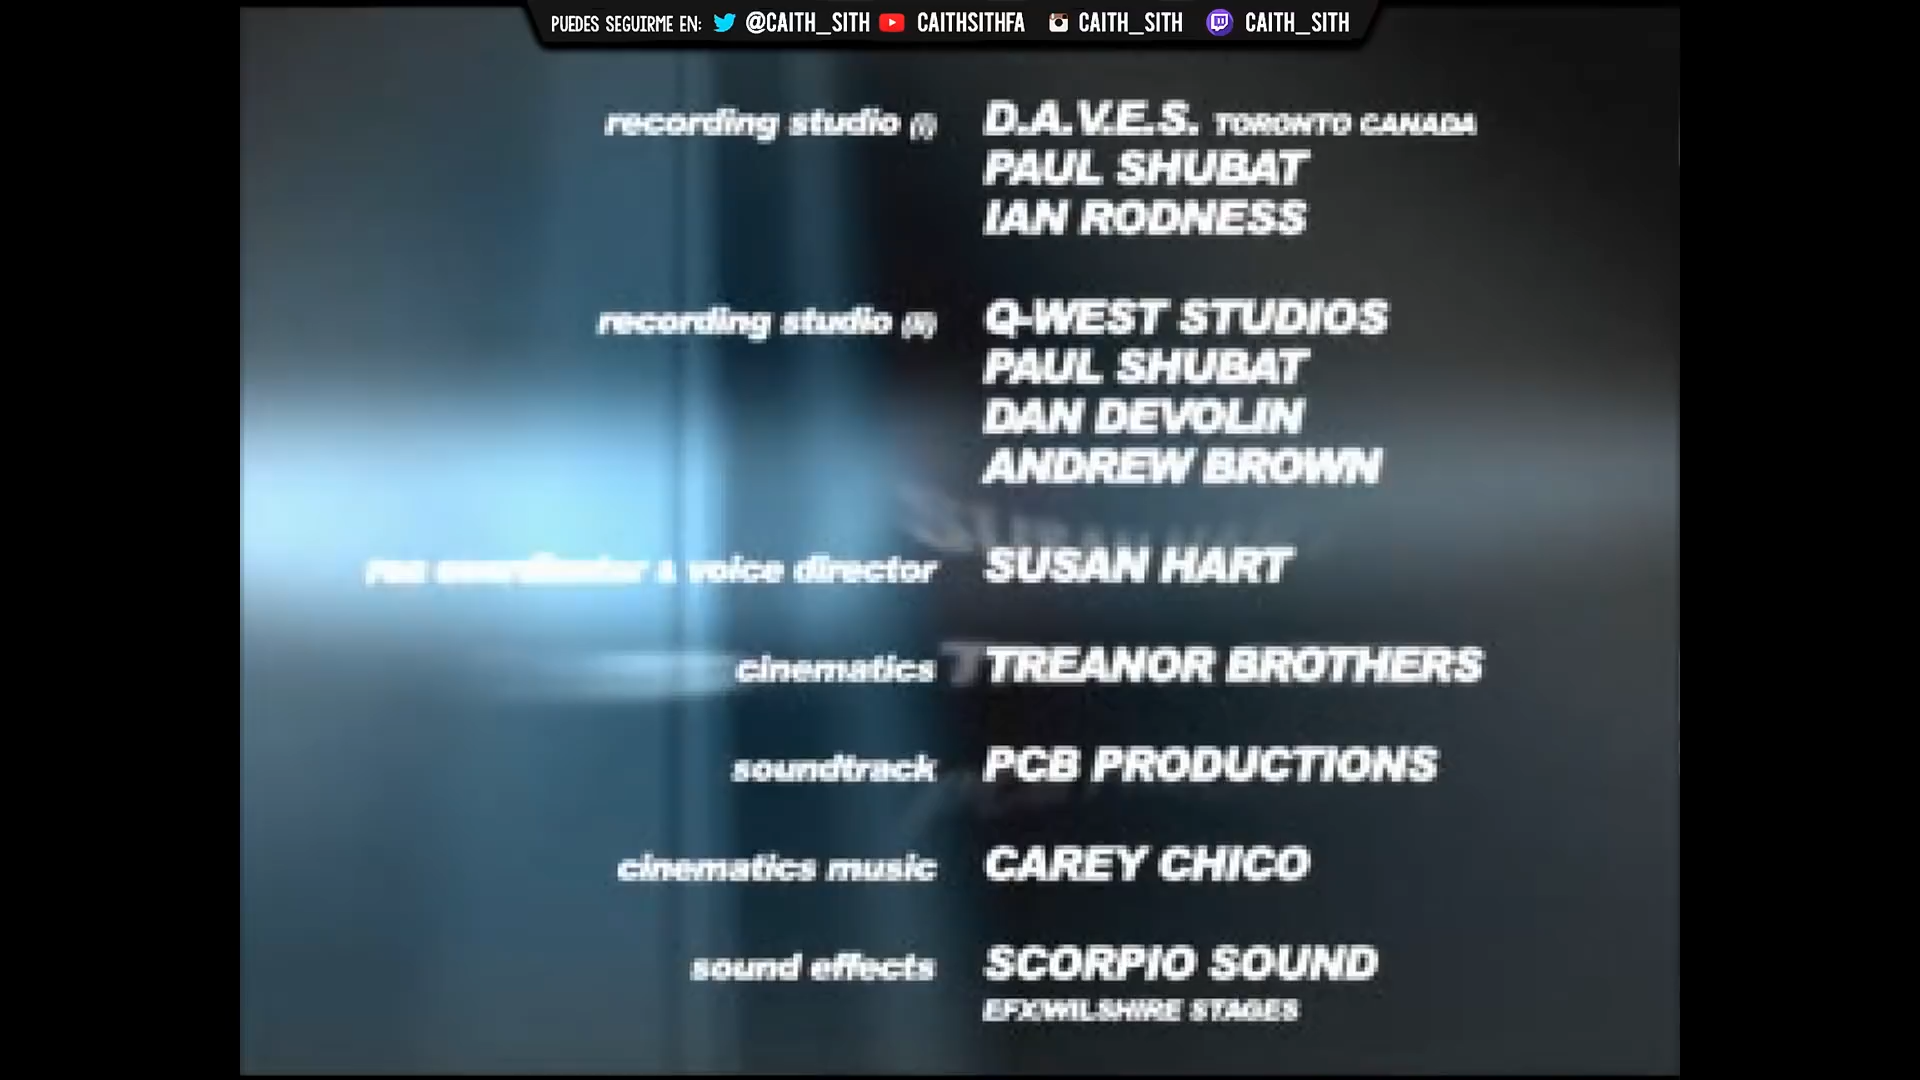 PUEDES SEGUIRME EN: @CAITH_SITH CAITHSITHFA CAITH_SITH CAITH_SITH
recording studio D.A.V.E.S. TORONTO CANADA
PAUL SHUBAT
IAN RODNESS
recording studio Q-WEST STUDIOS
PAUL SHUBAT
DAN DEVOLIN
ANDREW BROWN
coordinator & voice director SUSAN HART
cinematics TREANOR BROTHERS
soundtrack PCB PRODUCTIONS
cinematics music CAREY CHICO
sound effects SCORPIO SOUND
EFX/WILSHIRE STAGES